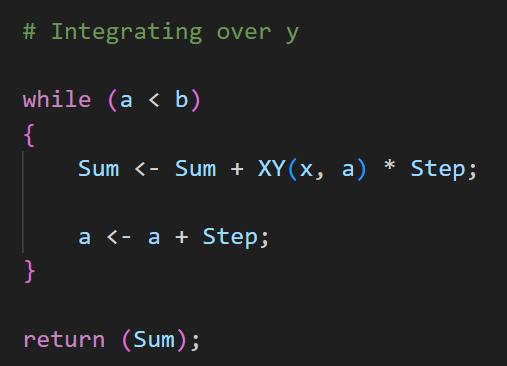 # Integrating over y
while (a < b)
{
Sum <- Sum + XY(x, a) * Step;
a <- a + Step;
}
return (Sum);